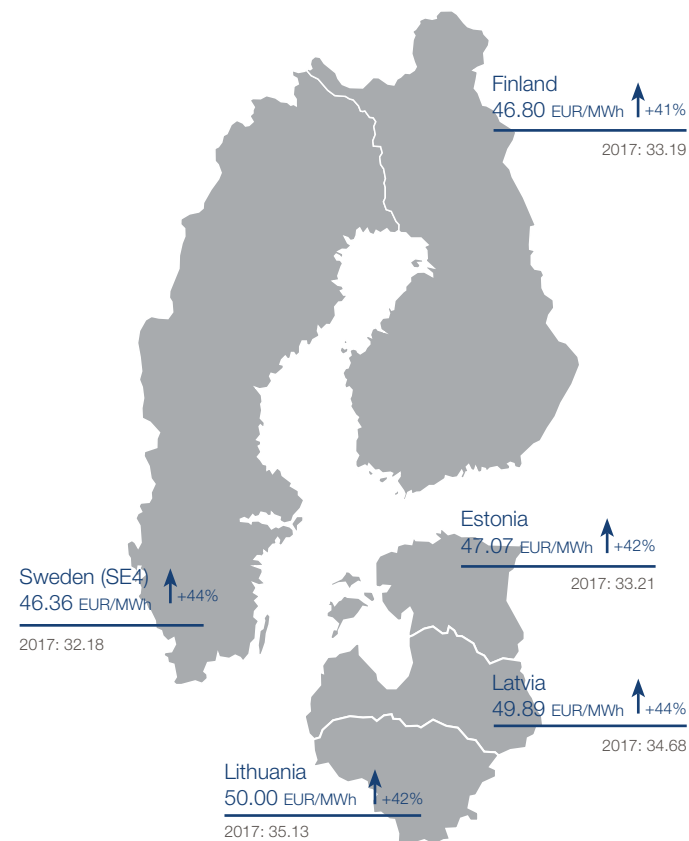 Finland
46.80 EUR/MWh +41%
2017: 33.19
Estonia
47.07 EUR/MWh +42%
2017: 33.21
Sweden (SE4)
46.36 EUR/MWh +44%
2017: 32.18
Latvia
49.89 EUR/MWh +44%
2017: 34.68
Lithuania
50.00 EUR/MWh +42%
2017: 35.13